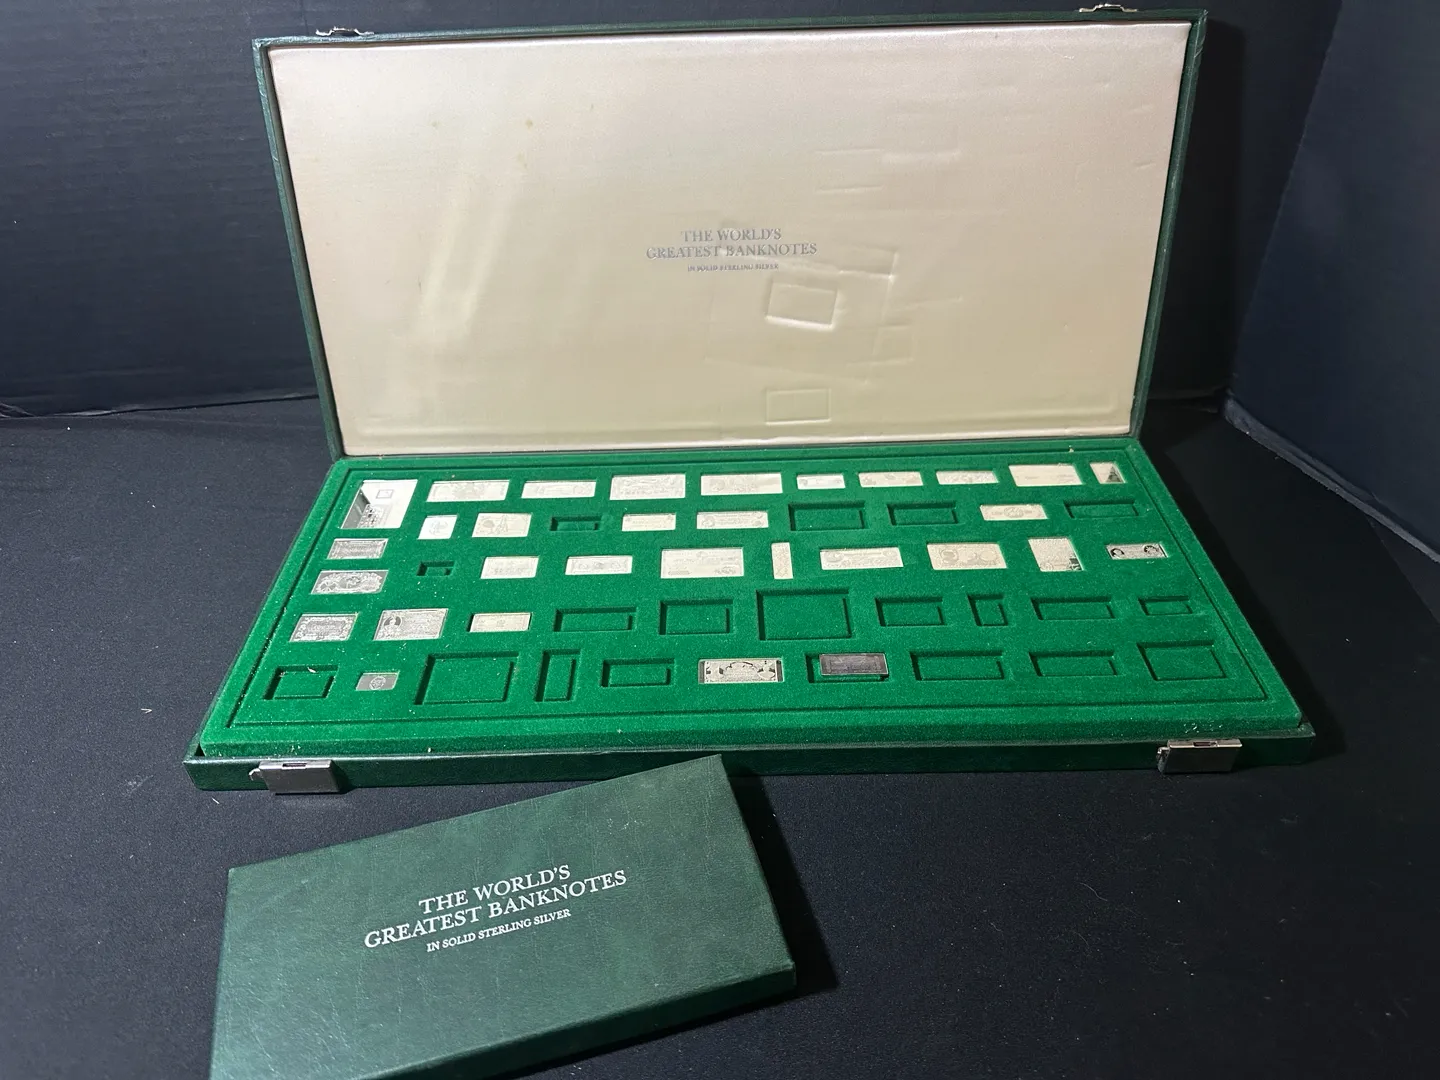 THE WORLD'S
GREATEST BANKNOTES
IN SOLID STERLING SILVER
THE WORLD'S
GREATEST BANKNOTES
IN SOLID STERLING SILVER